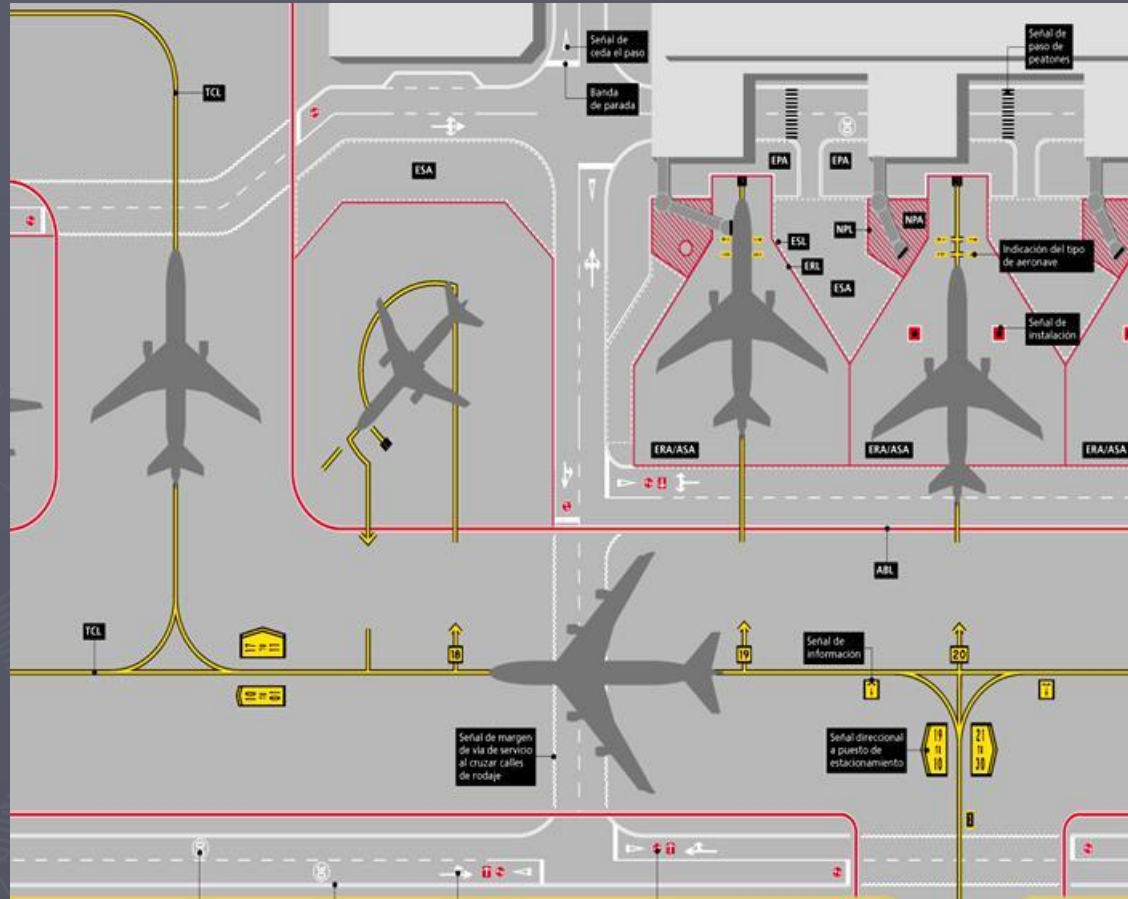 Señal de
ceda el paso
Señal de
paso de
peatones
TCL
Banda
de parada
ESA
EPA
EPA
NPL
NPA
ESL
Indicación del tipo
de aeronave
ERL
ESA
Señal de
instalación
ERA/ASA
ERA/ASA
ERA/ASA
ABL
TCL
18
19
20
Señal de
información
Señal de margen
de vía de servicio
al cruzar calles
de rodaje
Señal direccional
a puesto de
estacionamiento
19
10
21
30